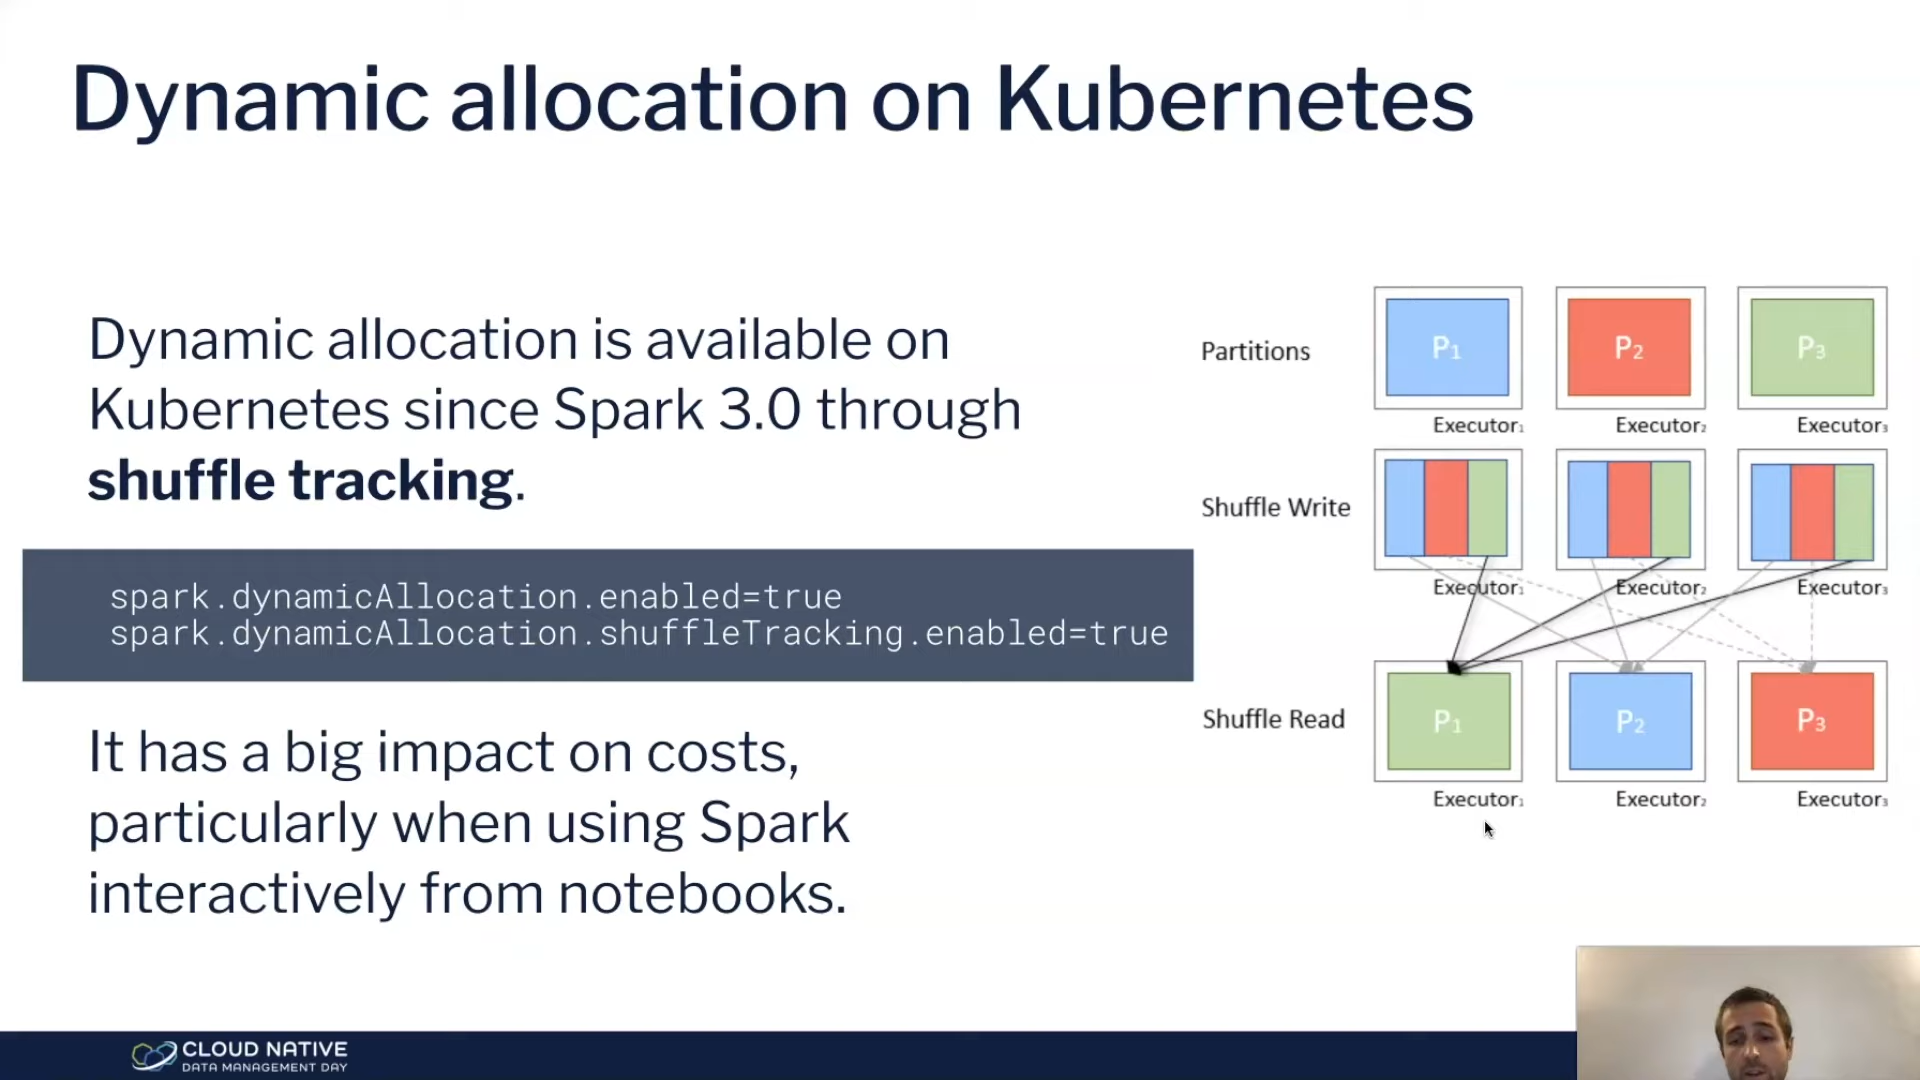 Dynamic allocation on Kubernetes
Dynamic allocation is available on
Kubernetes since Spark 3.0 through
shuffle tracking.
spark.dynamicAllocation.enabled=true
spark.dynamicAllocation.shuffleTracking.enabled=true
It has a big impact on costs,
particularly when using Spark
interactively from notebooks.
Partitions
P1 P2 P3
Executor1 Executor2 Executor3
Shuffle Write
Executor1 Executor2 Executor3
Shuffle Read
P1 P2 P3
Executor1 Executor2 Executor3
CLOUD NATIVE
DATA MANAGEMENT DAY